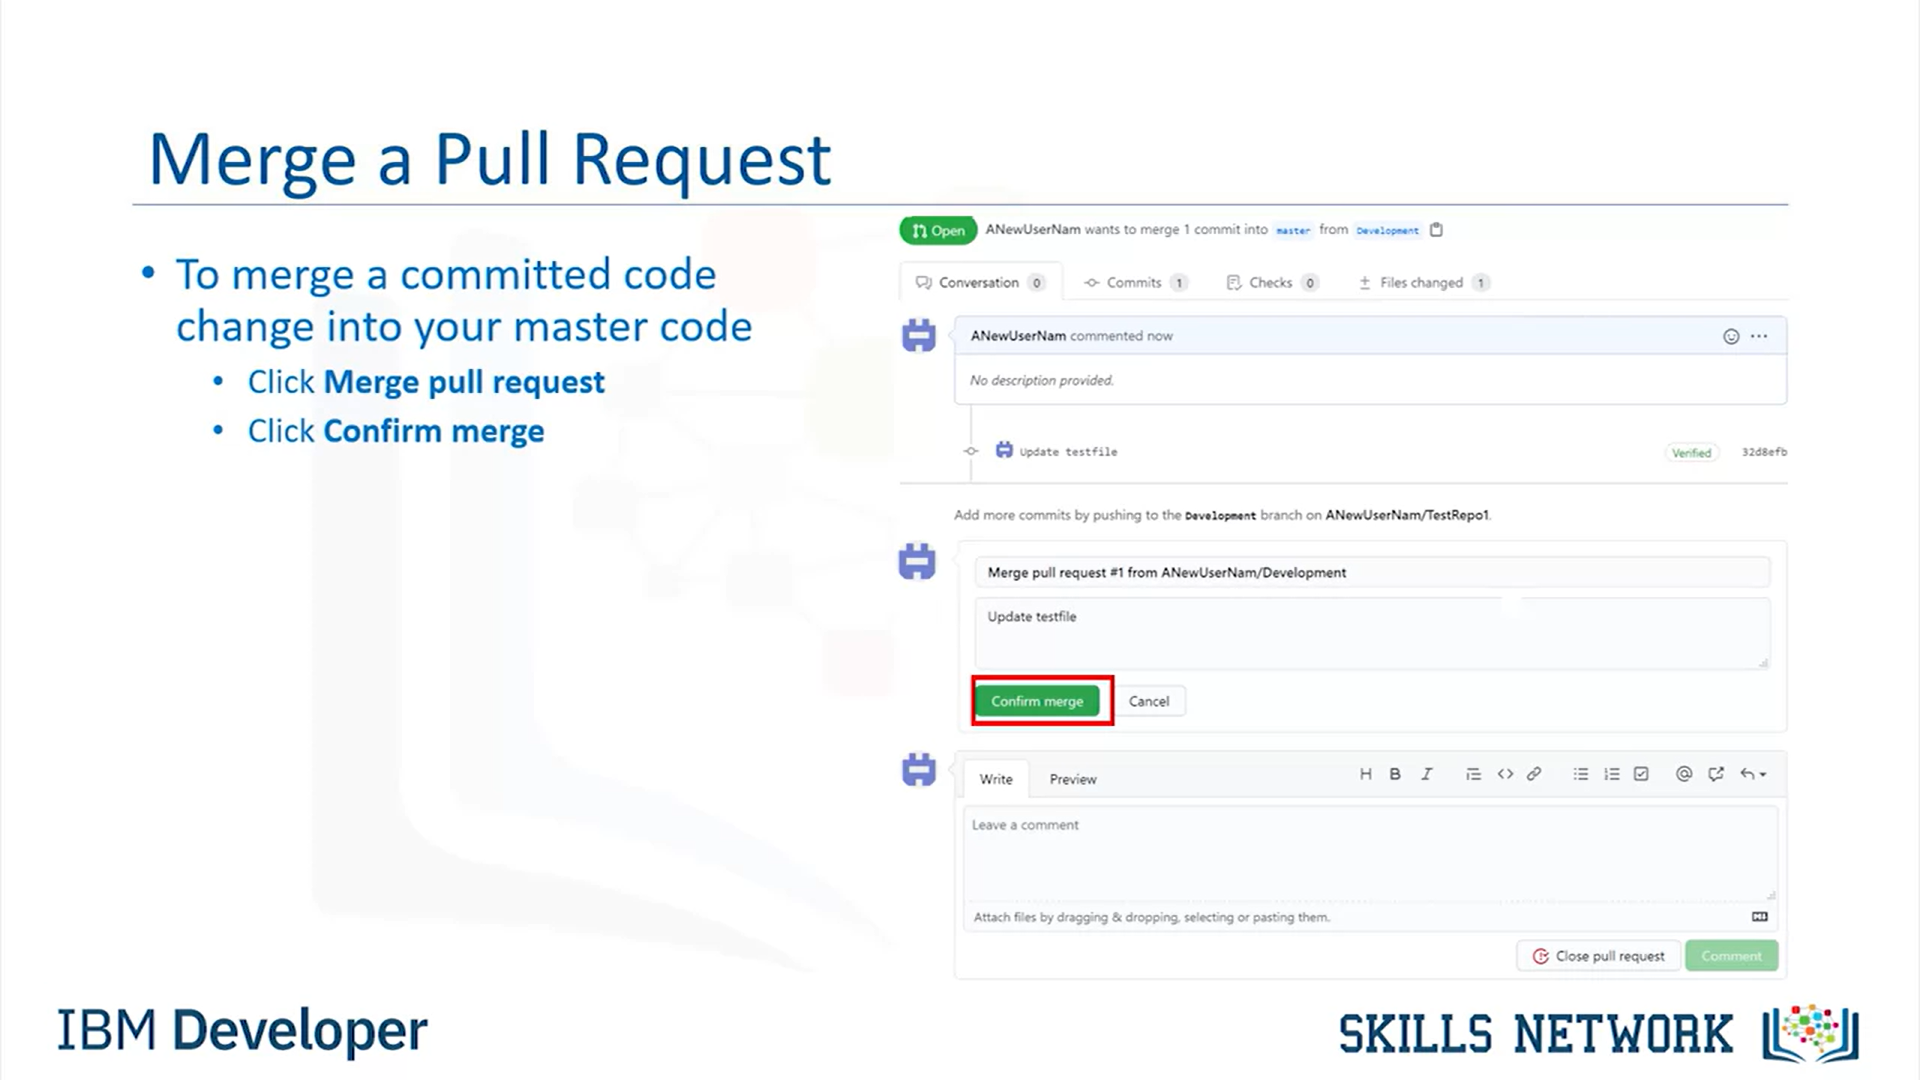 Merge a Pull Request
• To merge a committed code
change into your master code
• Click Merge pull request
• Click Confirm merge
Open ANewUserNam wants to merge 1 commit into master from Development
Conversation 0 Commits 1 Checks 0 Files changed 1
ANewUserNam commented now
No description provided.
Update testfile Verified 32d8efb
Add more commits by pushing to the Development branch on ANewUserNam/TestRepo1.
Merge pull request #1 from ANewUserNam/Development
Update testfile
Confirm merge Cancel
Write Preview H B I @
Leave a comment
Attach files by dragging & dropping, selecting or pasting them.
Close pull request Comment
IBM Developer
SKILLS NETWORK